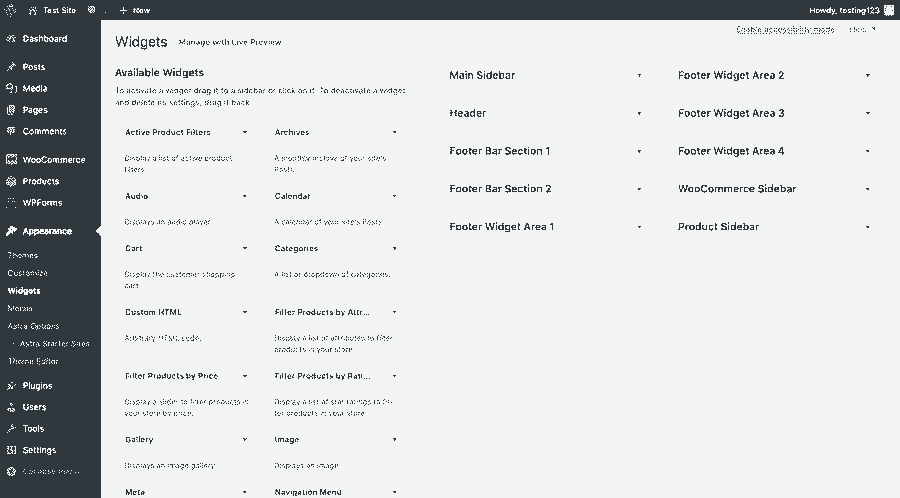 Test Site
New
Howdy, testing123
Dashboard
Posts
Media
Pages
Comments
WooCommerce
Products
WPForms
Appearance
Themes
Customize
Widgets
Menus
Astra Options
Astra Starter Sites
Theme Editor
Plugins
Users
Tools
Settings
Collapse menu
Enable accessibility mode
Widgets
Manage with Live Preview
Available Widgets
To activate a widget drag it to a sidebar or click on it. To deactivate a widget
and delete its settings, drag it back.
Active Product Filters
Display a list of active product
filters.
Archives
A monthly archive of your site's
Posts.
Audio
Displays an audio player.
Calendar
A calendar of your site's Posts.
Cart
Display the customer shopping
cart.
Categories
A list or dropdown of categories.
Custom HTML
Arbitrary HTML code.
Filter Products by Attr...
Display a list of attributes to filter
products in your store.
Filter Products by Price
Display a slider to filter products in
your store by price.
Filter Products by Rati...
Display a list of star ratings to fil-
ter products in your store.
Gallery
Displays an image gallery.
Image
Displays an image.
Meta
Navigation Menu
Main Sidebar
Header
Footer Bar Section 1
Footer Bar Section 2
Footer Widget Area 1
Footer Widget Area 2
Footer Widget Area 3
Footer Widget Area 4
WooCommerce Sidebar
Product Sidebar